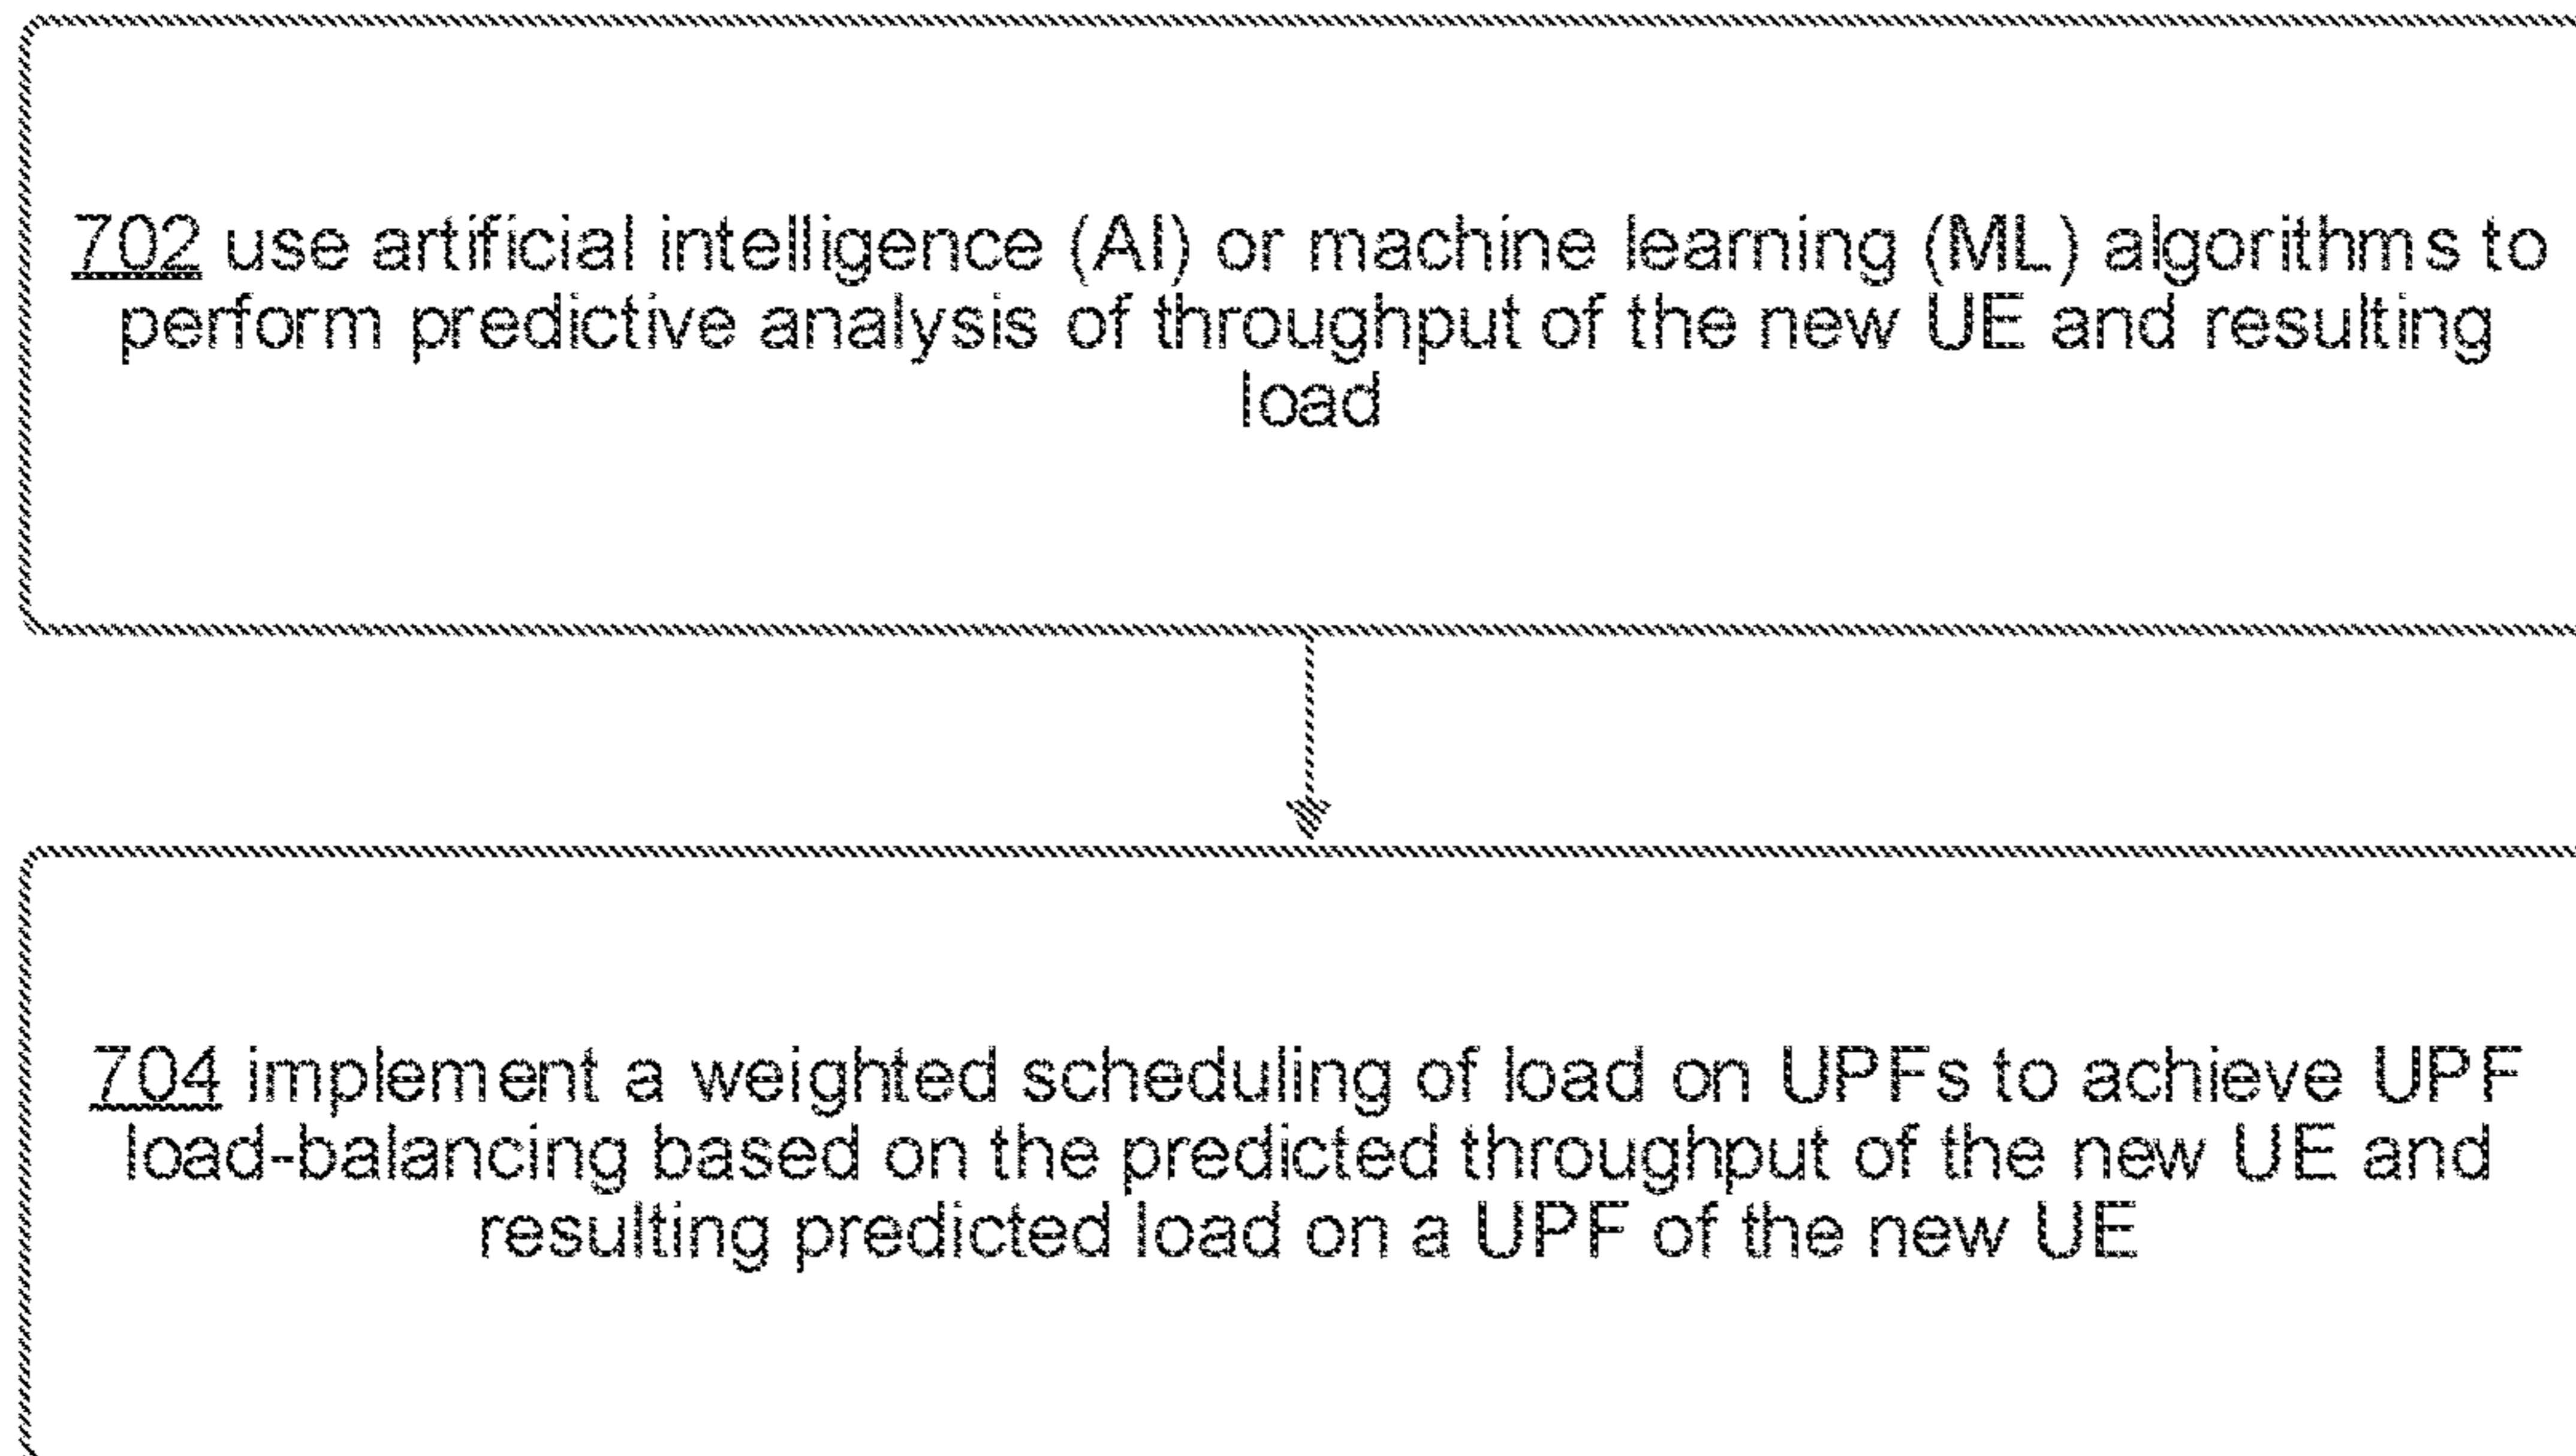 702 use artificial intelligence (AI) or machine learning (ML) algorithms to
perform predictive analysis of throughput of the new UE and resulting
load
704 implement a weighted scheduling of load on UPFs to achieve UPF
load-balancing based on the predicted throughput of the new UE and
resulting predicted load on a UPF of the new UE